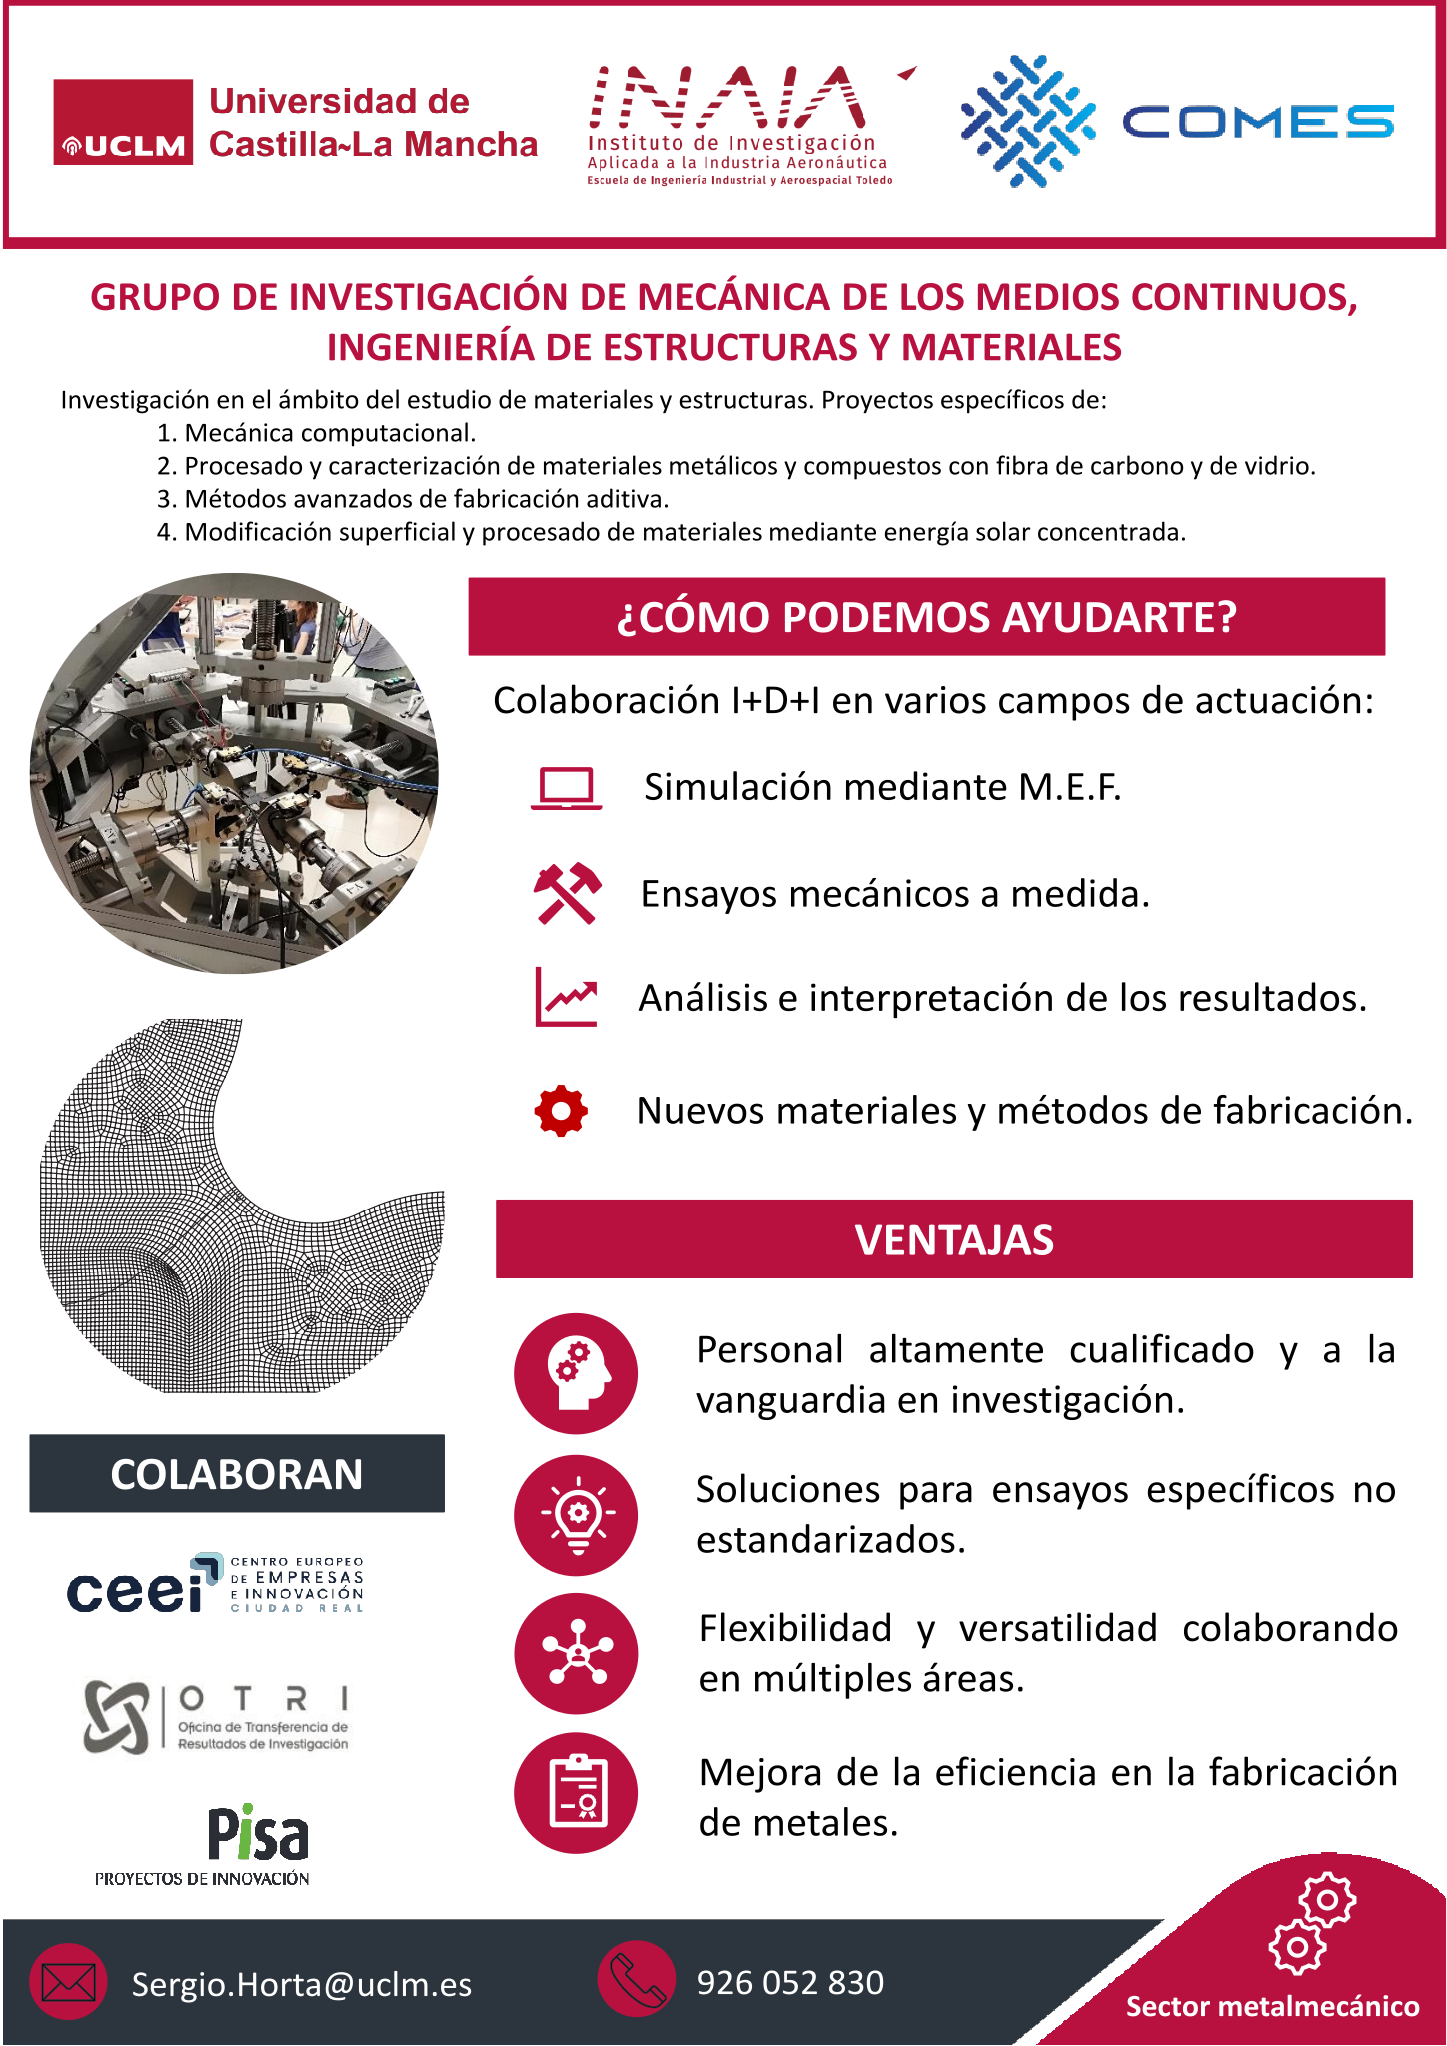 UCLM
Universidad de
Castilla~La Mancha
INAIA
Instituto de Investigación
Aplicada a la Industria Aeronáutica
Escuela de Ingeniería Industrial y Aeroespacial Toledo
COMES
GRUPO DE INVESTIGACIÓN DE MECÁNICA DE LOS MEDIOS CONTINUOS,
INGENIERÍA DE ESTRUCTURAS Y MATERIALES
Investigación en el ámbito del estudio de materiales y estructuras. Proyectos específicos de:
1. Mecánica computacional.
2. Procesado y caracterización de materiales metálicos y compuestos con fibra de carbono y de vidrio.
3. Métodos avanzados de fabricación aditiva.
4. Modificación superficial y procesado de materiales mediante energía solar concentrada.
¿CÓMO PODEMOS AYUDARTE?
Colaboración I+D+I en varios campos de actuación:
Simulación mediante M.E.F.
Ensayos mecánicos a medida.
Análisis e interpretación de los resultados.
Nuevos materiales y métodos de fabricación.
VENTAJAS
Personal altamente cualificado y a la
vanguardia en investigación.
Soluciones para ensayos específicos no
estandarizados.
Flexibilidad y versatilidad colaborando
en múltiples áreas.
Mejora de la eficiencia en la fabricación
de metales.
COLABORAN
ceei
CENTRO EUROPEO
DE EMPRESAS
E INNOVACIÓN
CIUDAD REAL
OTRI
Oficina de Transferencia de
Resultados de Investigación
Pisa
PROYECTOS DE INNOVACIÓN
Sergio.Horta@uclm.es
926 052 830
Sector metalmecánico